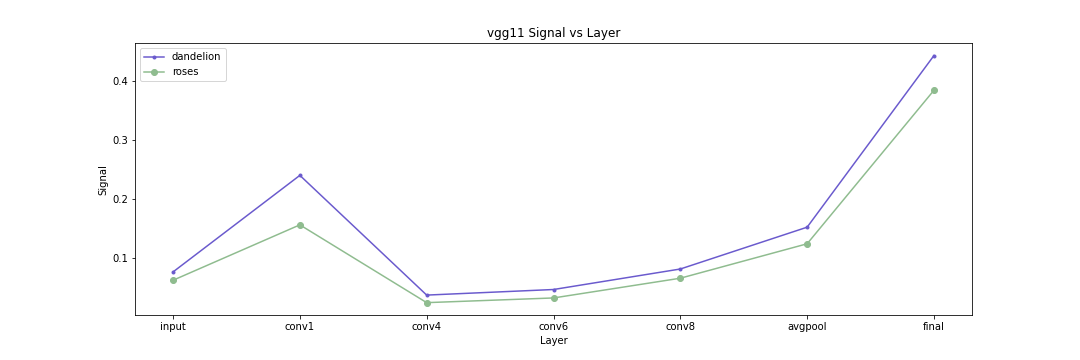 vgg11 Signal vs Layer
dandelion
roses
0.4
0.3
0.2
0.1
Signal
input conv1 conv4 conv6 conv8 avgpool final
Layer